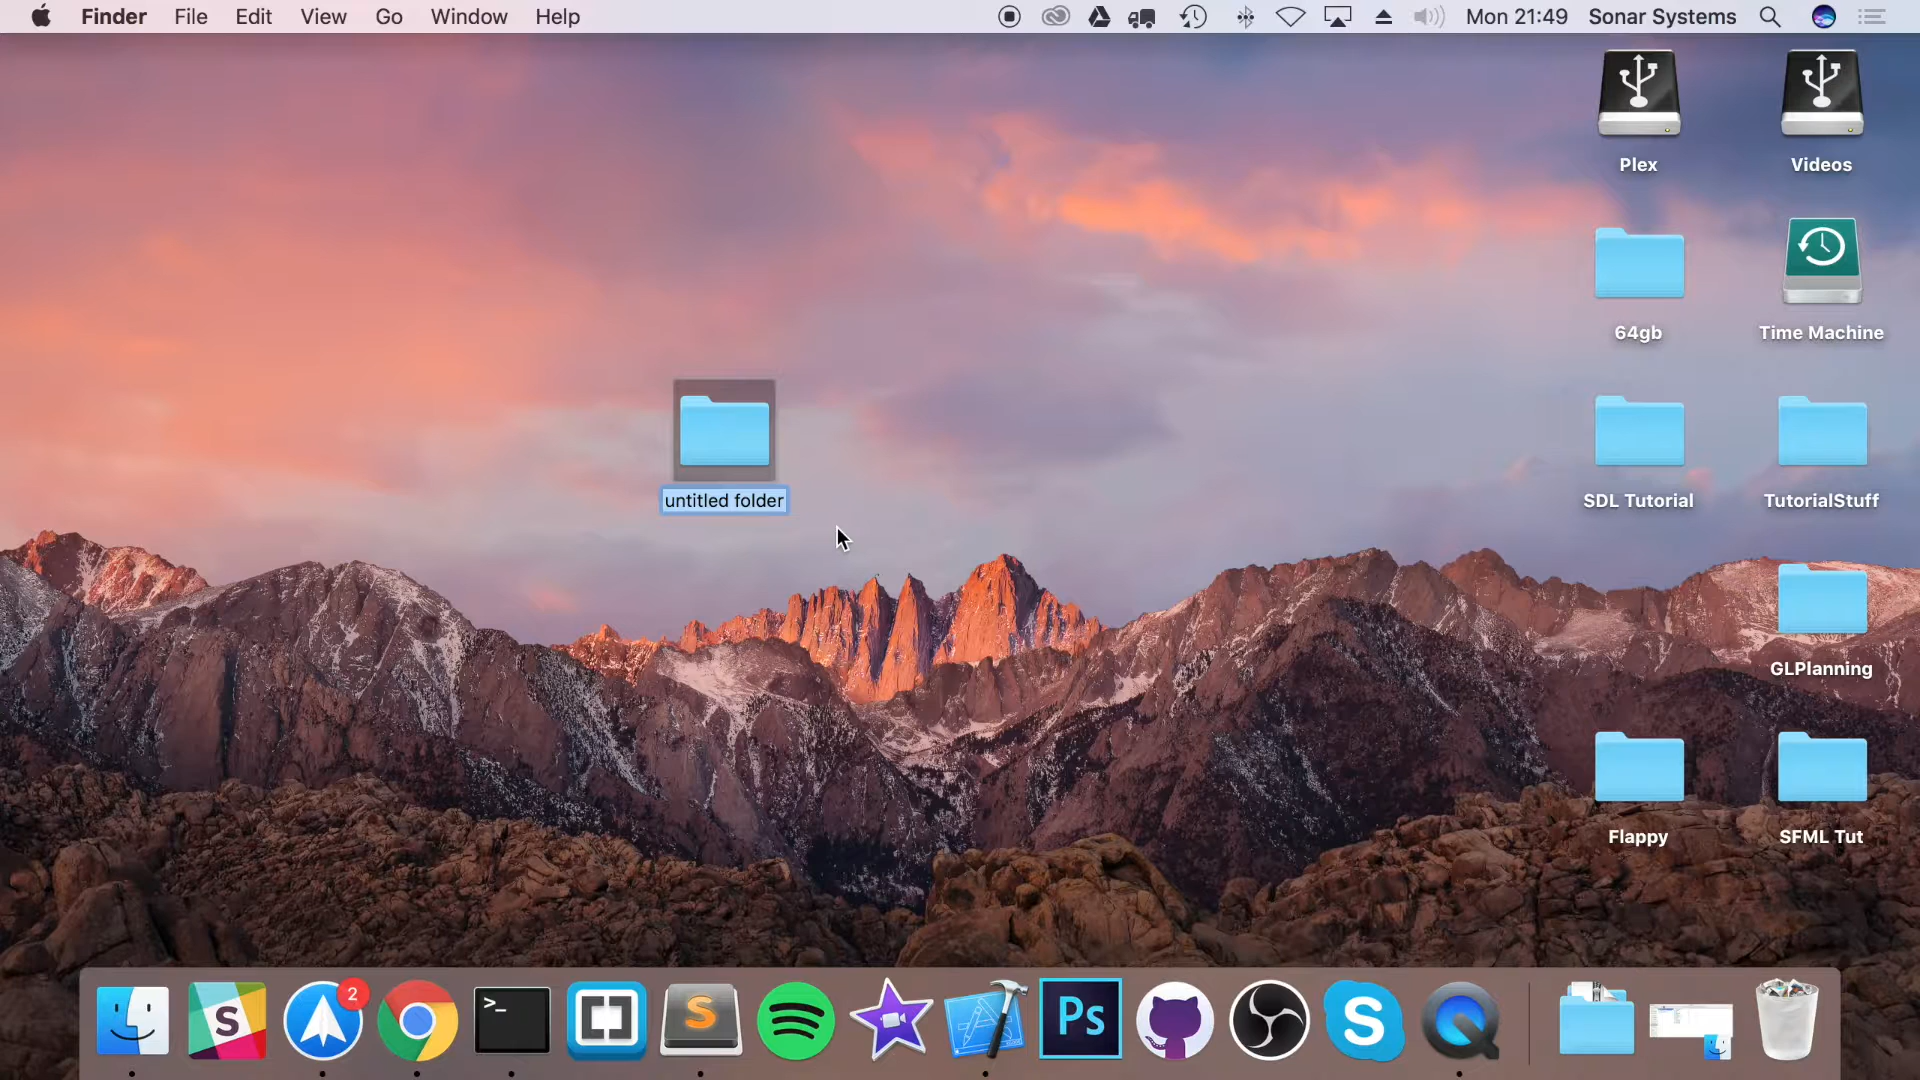 Finder File Edit View Go Window Help Mon 21:49 Sonar Systems
Plex
Videos
64gb
Time Machine
untitled folder
SDL Tutorial
TutorialStuff
GLPlanning
Flappy
SFML Tut
2
S
>_
S
Ps
S